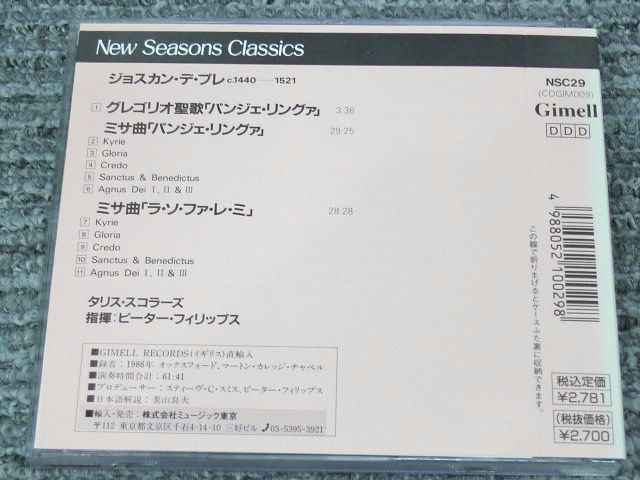 New Seasons Classics
ジョスカン・デ・プレ c.1440——1521
1 グレゴリオ聖歌「パンジェ・リングァ」 3:36
ミサ曲「パンジェ・リングァ」 29:25
2 Kyrie
3 Gloria
4 Credo
5 Sanctus & Benedictus
6 Agnus Dei I, II & III
ミサ曲「ラ・ソ・ファ・レ・ミ」 28:28
7 Kyrie
8 Gloria
9 Credo
10 Sanctus & Benedictus
11 Agnus Dei I, II & III
タリス・スコラーズ
指揮：ピーター・フィリップス
■GIMELL RECORDS(イギリス)直輸入
■録音：1986年 オックスフォード、マートン・カレッジ・チャペル
■演奏時間合計：61:41
■プロデューサー：スティーヴ・C・スミス、ピーター・フィリップス
■日本語解説：美山良夫
■輸入・発売：株式会社ミュージック東京
〒112 東京都文京区千石4-14-10 三好ビル 03-5395-3921
NSC29
(CDGIM009)
Gimell
DDD
4 988052 100298
この線で折りまげるとケースふた裏に収納できます。
税込定価
¥2,781
(税抜価格)
¥2,700